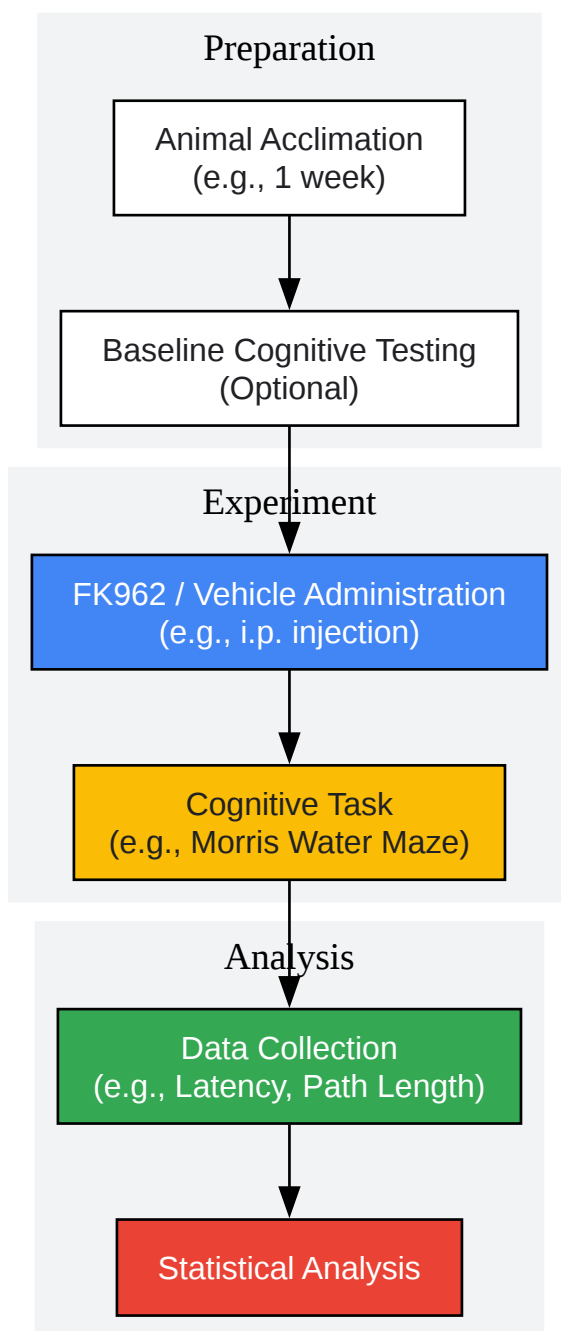 Preparation
Animal Acclimation
(e.g., 1 week)
Baseline Cognitive Testing
(Optional)
Experiment
FK962 / Vehicle Administration
(e.g., i.p. injection)
Cognitive Task
(e.g., Morris Water Maze)
Analysis
Data Collection
(e.g., Latency, Path Length)
Statistical Analysis